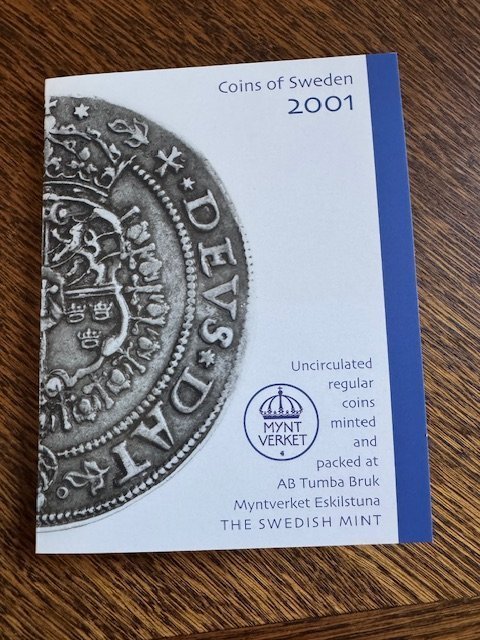 Coins of Sweden
2001
DEVS * DAT
Uncirculated
regular
coins
minted
and
packed at
AB Tumba Bruk
Myntverket Eskilstuna
THE SWEDISH MINT
MYNT
VERKET